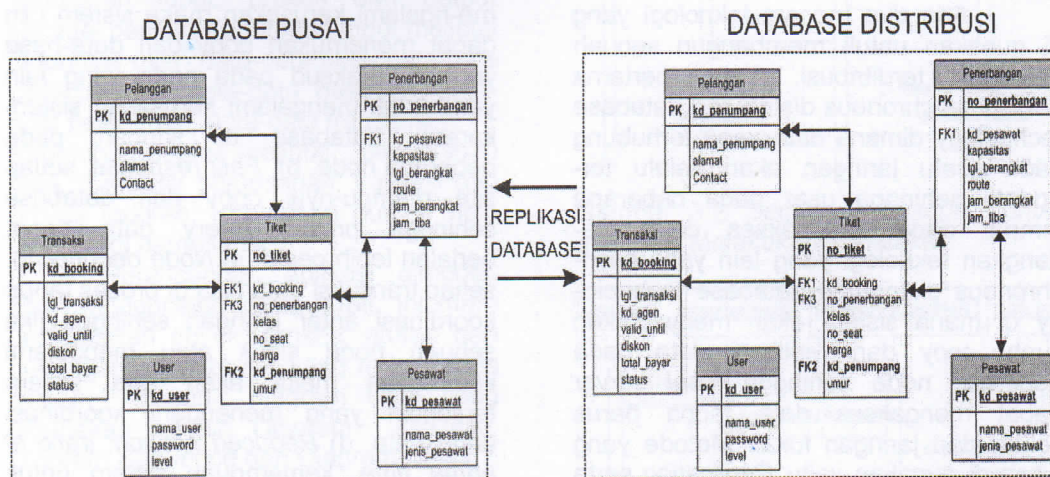 DATABASE PUSAT
Pelanggan
PK kd_penumpang
nama_penumpang
alamat
Contact
Penerbangan
PK no_penerbangan
FK1 kd_pesawat
kapasitas
tgl_berangkat
route
jam_berangkat
jam_tiba
Transaksi
PK kd_booking
tgl_transaksi
kd_agen
valid_until
diskon
total_bayar
status
Tiket
PK no_tiket
FK1 kd_booking
FK3 no_penerbangan
kelas
no_seat
harga
FK2 kd_penumpang
umur
User
PK kd_user
nama_user
password
level
Pesawat
PK kd_pesawat
nama_pesawat
jenis_pesawat
REPLIKASI
DATABASE
DATABASE DISTRIBUSI
Pelanggan
PK kd_penumpang
nama_penumpang
alamat
Contact
Penerbangan
PK no_penerbangan
FK1 kd_pesawat
kapasitas
tgl_berangkat
route
jam_berangkat
jam_tiba
Transaksi
PK kd_booking
tgl_transaksi
kd_agen
valid_until
diskon
total_bayar
status
Tiket
PK no_tiket
FK1 kd_booking
FK3 no_penerbangan
kelas
no_seat
harga
FK2 kd_penumpang
umur
User
PK kd_user
nama_user
password
level
Pesawat
PK kd_pesawat
nama_pesawat
jenis_pesawat